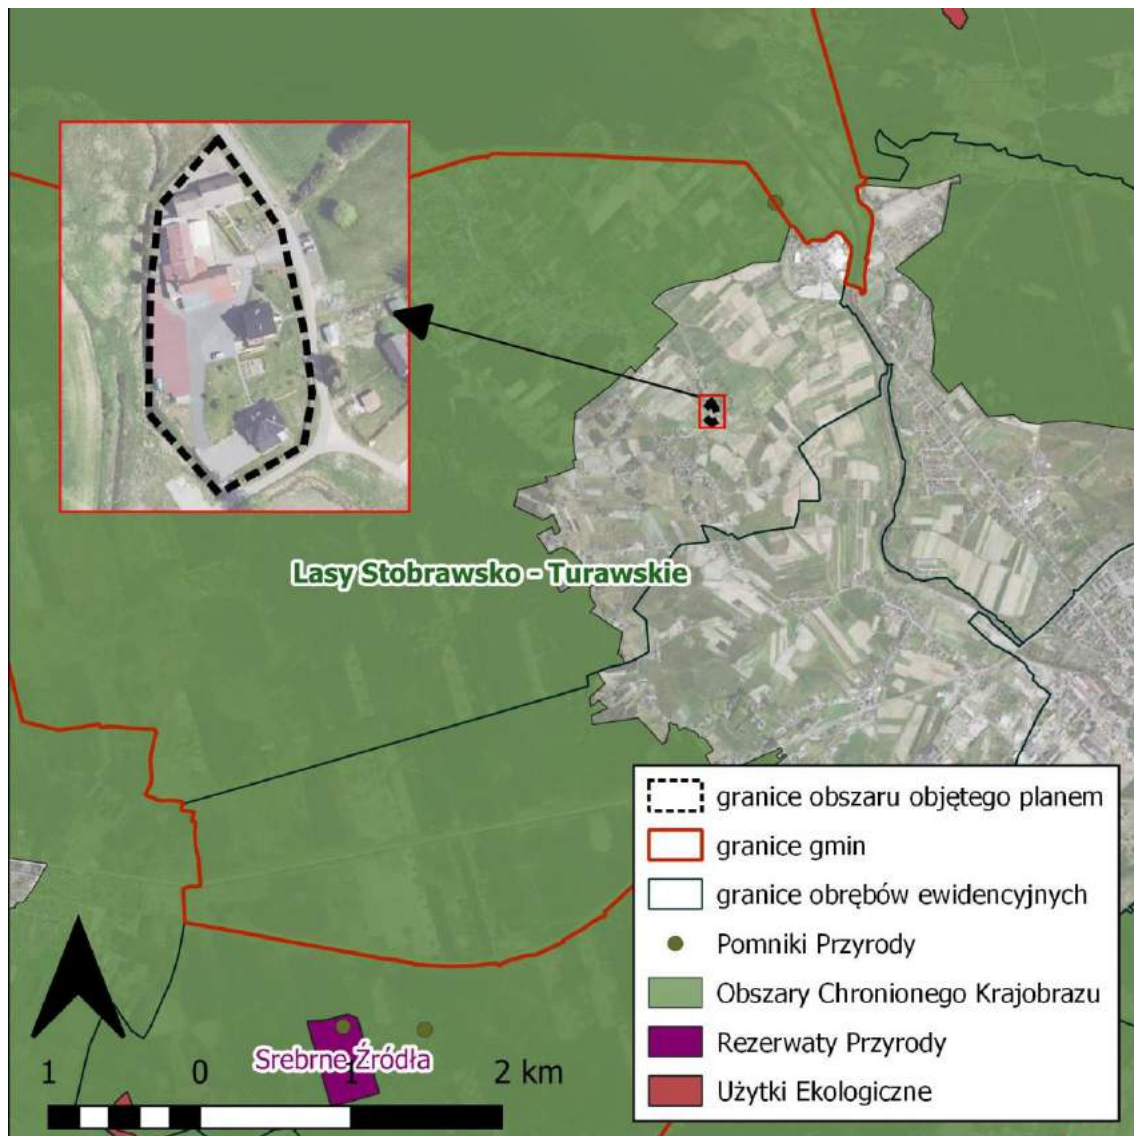 Lasy Stobrawsko - Turawskie
granice obszaru objętego planem
granice gmin
granice obrębów ewidencyjnych
Pomniki Przyrody
Obszary Chronionego Krajobrazu
Rezerwaty Przyrody
Użytki Ekologiczne
Srebrne Źródła
1 0 1 2 km